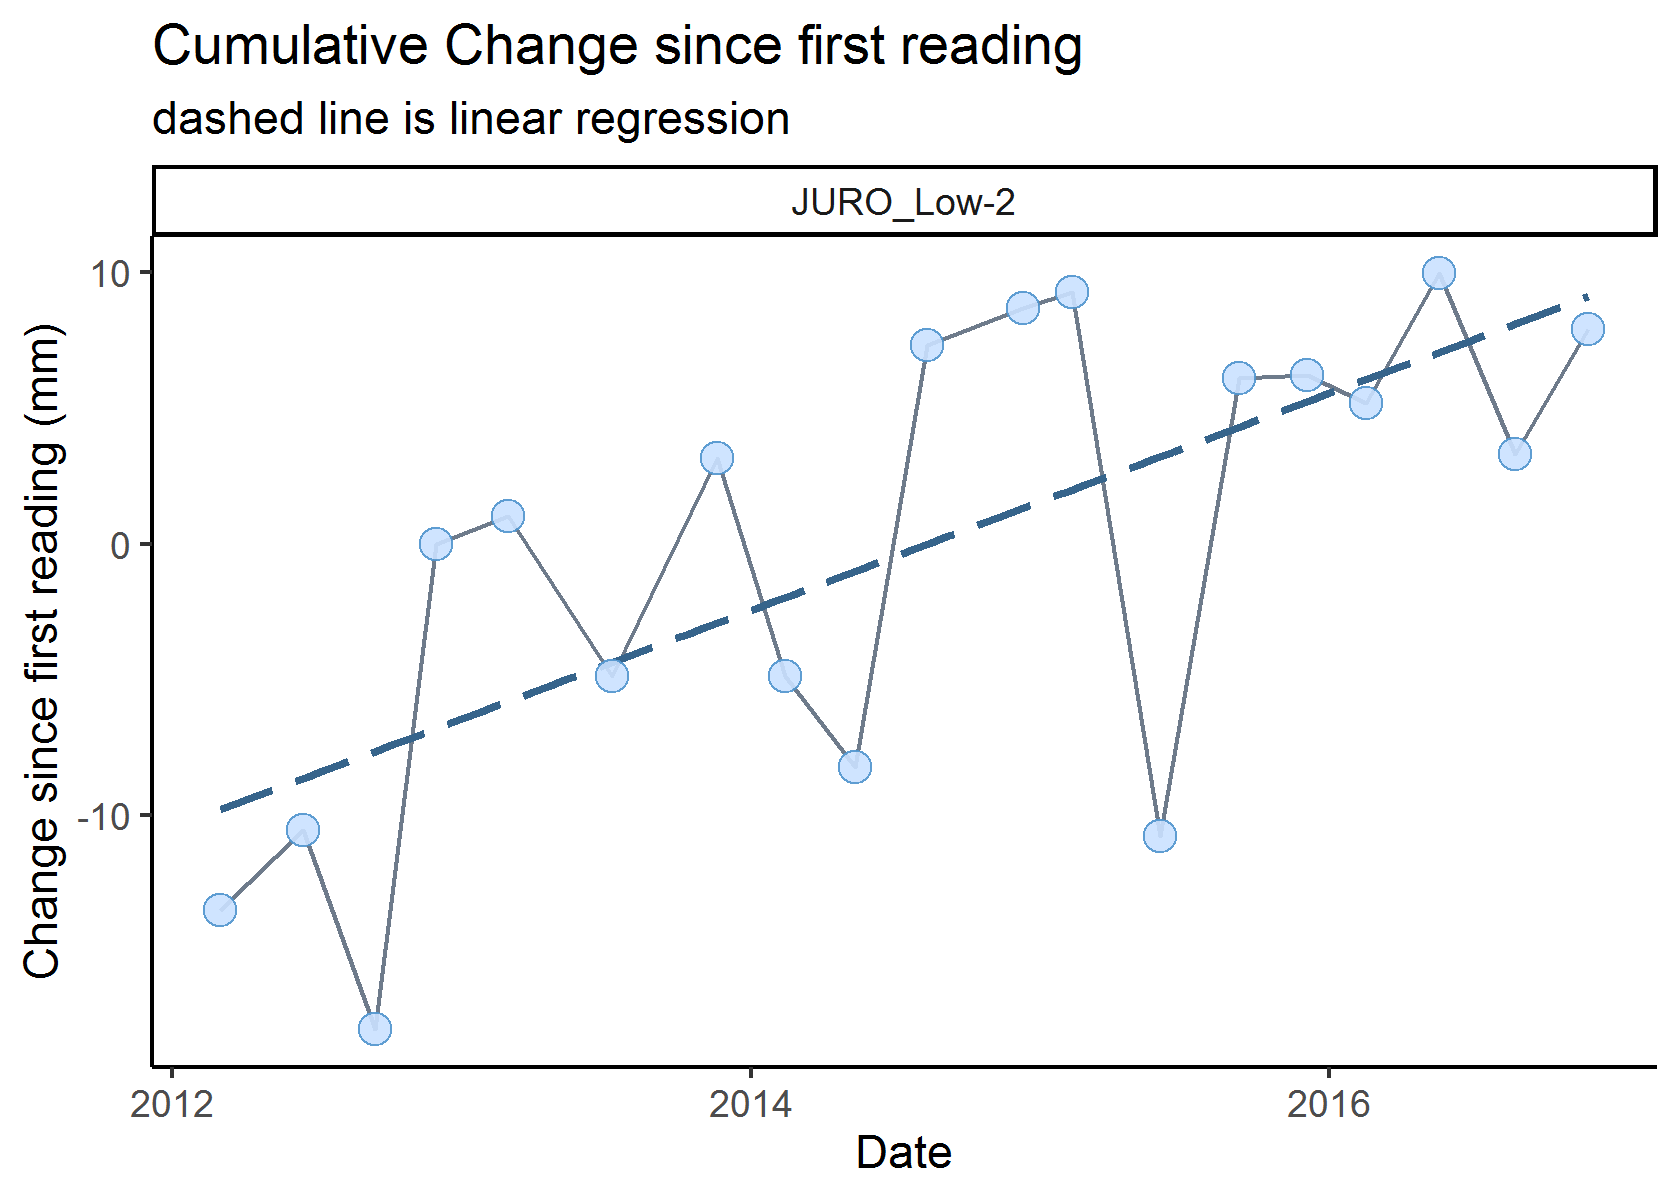 Cumulative Change since first reading
dashed line is linear regression
JURO_Low-2
Change since first reading (mm)
10
0
-10
2012
2014
2016
Date